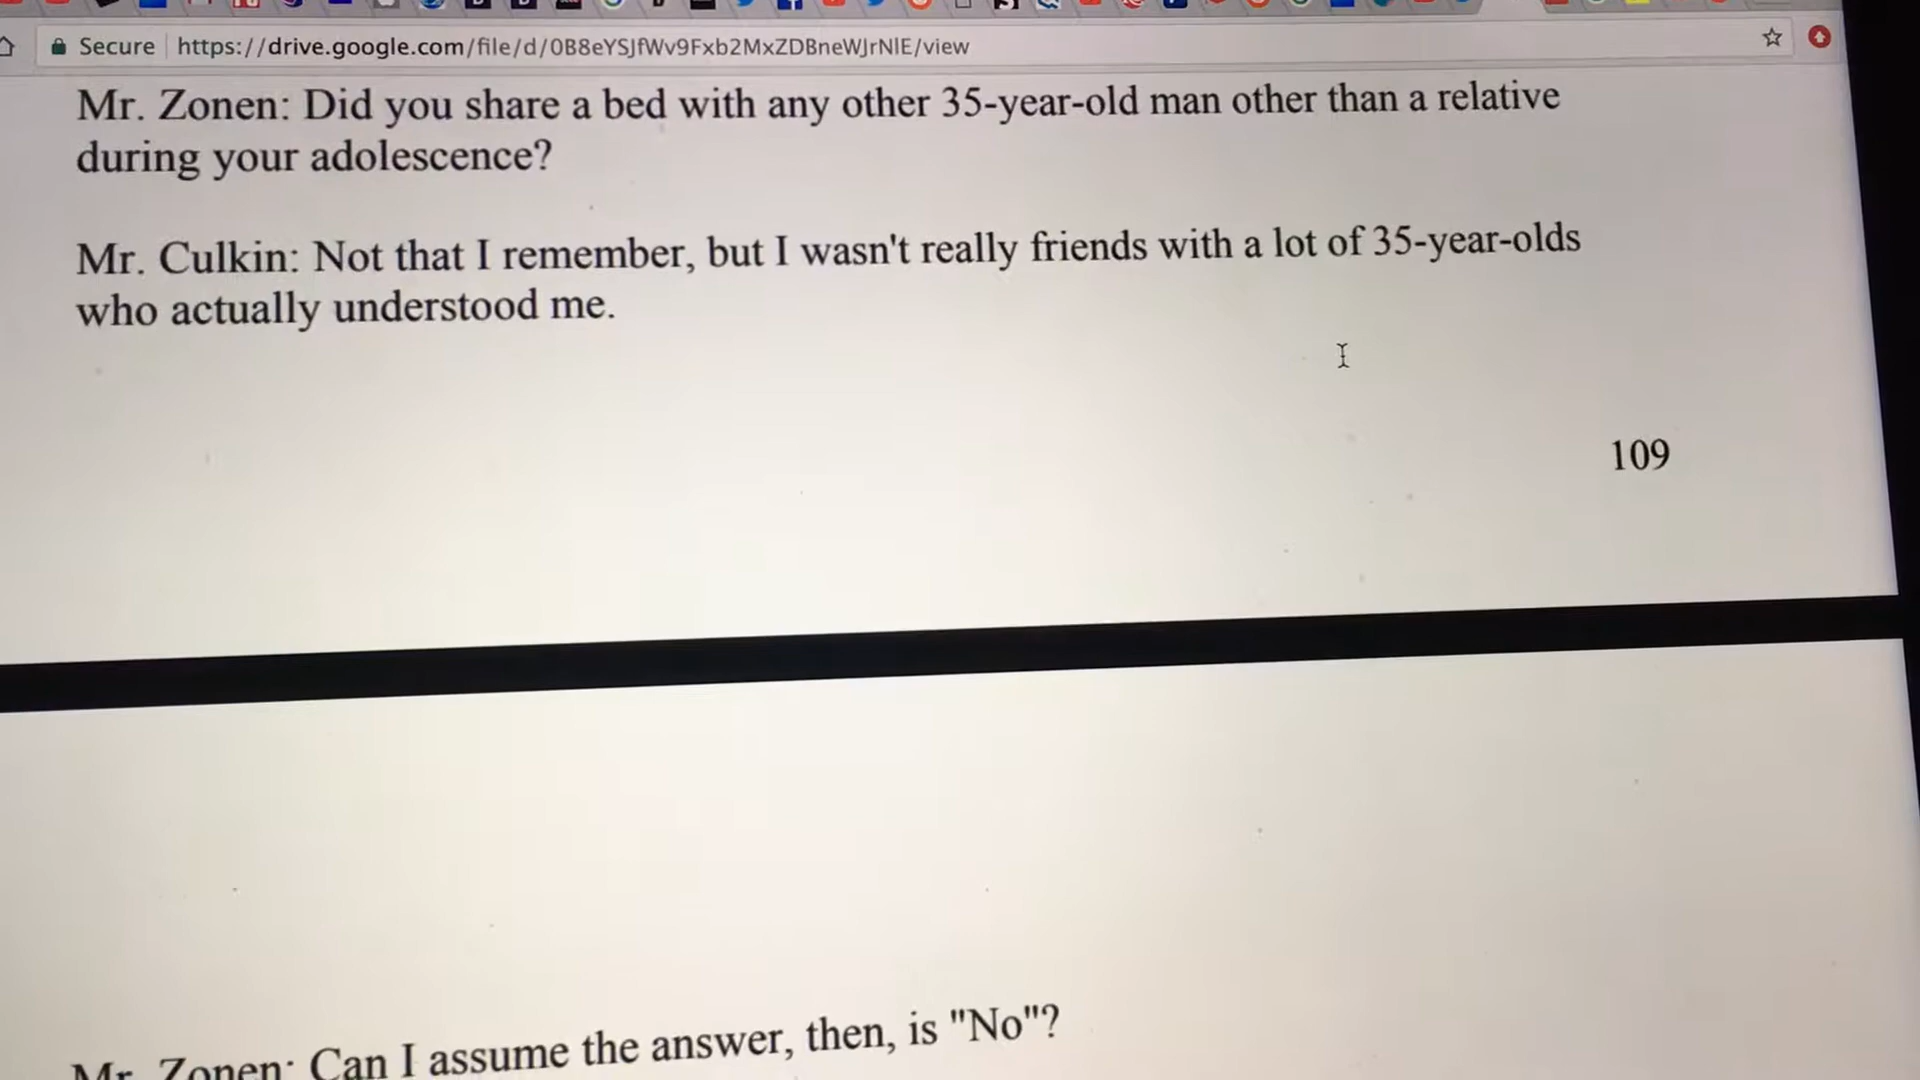 Secure https://drive.google.com/file/d/0B8eYSJfWv9Fxb2MxZDBneWJrNlE/view
Mr. Zonen: Did you share a bed with any other 35-year-old man other than a relative
during your adolescence?
Mr. Culkin: Not that I remember, but I wasn't really friends with a lot of 35-year-olds
who actually understood me.
109
Mr. Zonen: Can I assume the answer, then, is "No"?